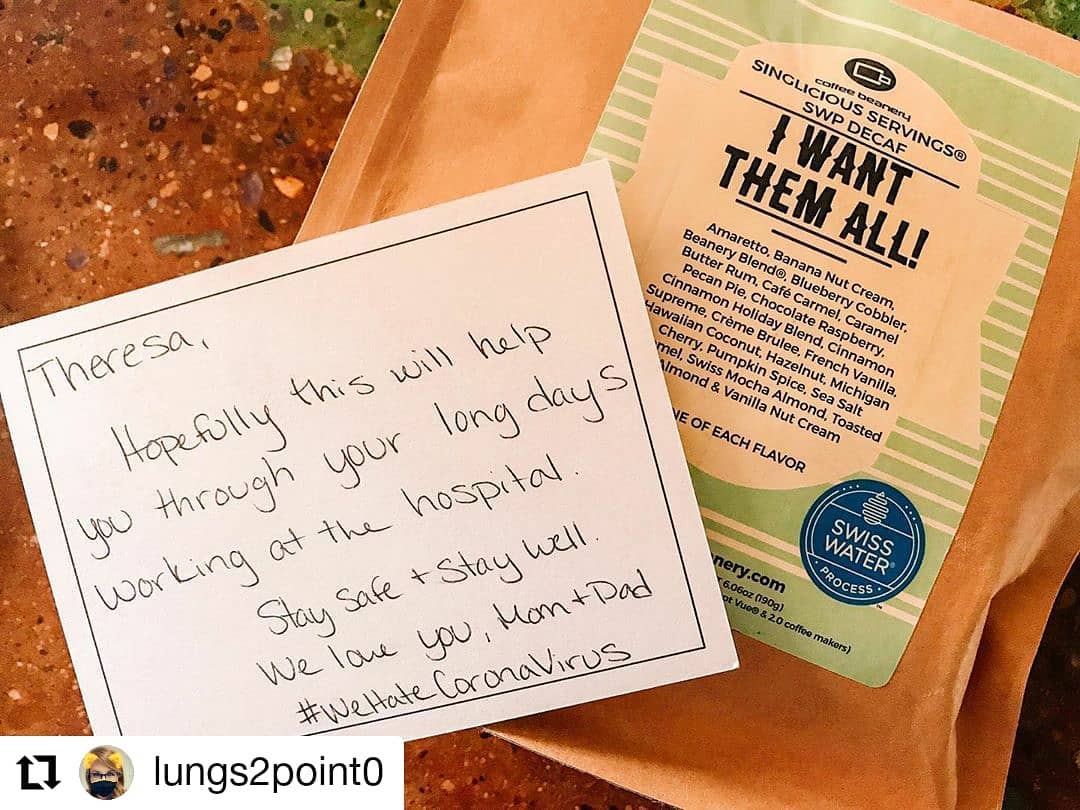 Theresa,
Hopefully this will help
you through your long days
working at the hospital.
Stay Safe + Stay Well.
We love you, Mom + Dad
#WeHateCoronaVirus
coffee beanery
SINGLICIOUS SERVINGS®
SWP DECAF
I WANT
THEM ALL!
Amaretto, Banana Nut Cream,
Beanery Blend®, Blueberry Cobbler,
Butter Rum, Café Carmel, Caramel
Pecan Pie, Chocolate Raspberry,
Cinnamon Holiday Blend, Cinnamon
Supreme, Crème Brulee, French Vanilla,
Hawaiian Coconut, Hazelnut, Michigan
Cherry, Pumpkin Spice, Sea Salt
mel, Swiss Mocha Almond, Toasted
Almond & Vanilla Nut Cream
NE OF EACH FLAVOR
SWISS
WATER®
PROCESS
nery.com
6.06oz (190g)
ot Vue® & 2.0 coffee makers)
lungs2point0